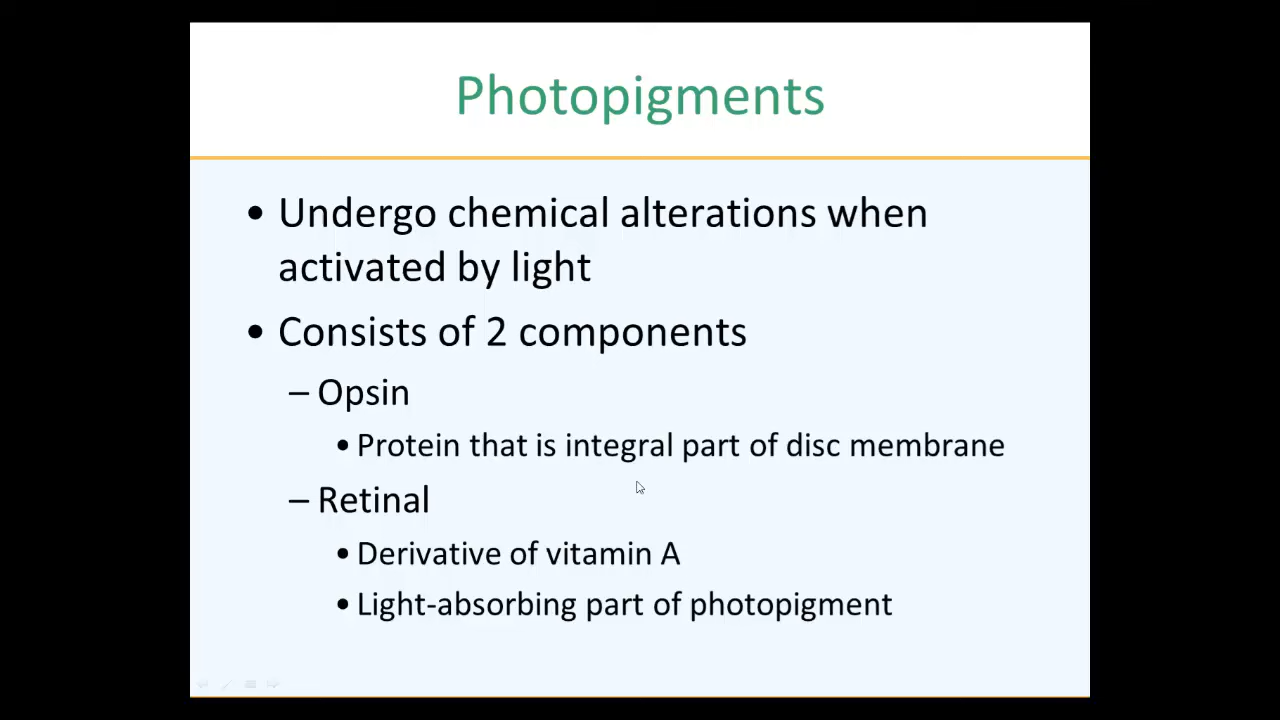 Photopigments
• Undergo chemical alterations when
activated by light
• Consists of 2 components
– Opsin
• Protein that is integral part of disc membrane
– Retinal
• Derivative of vitamin A
• Light-absorbing part of photopigment